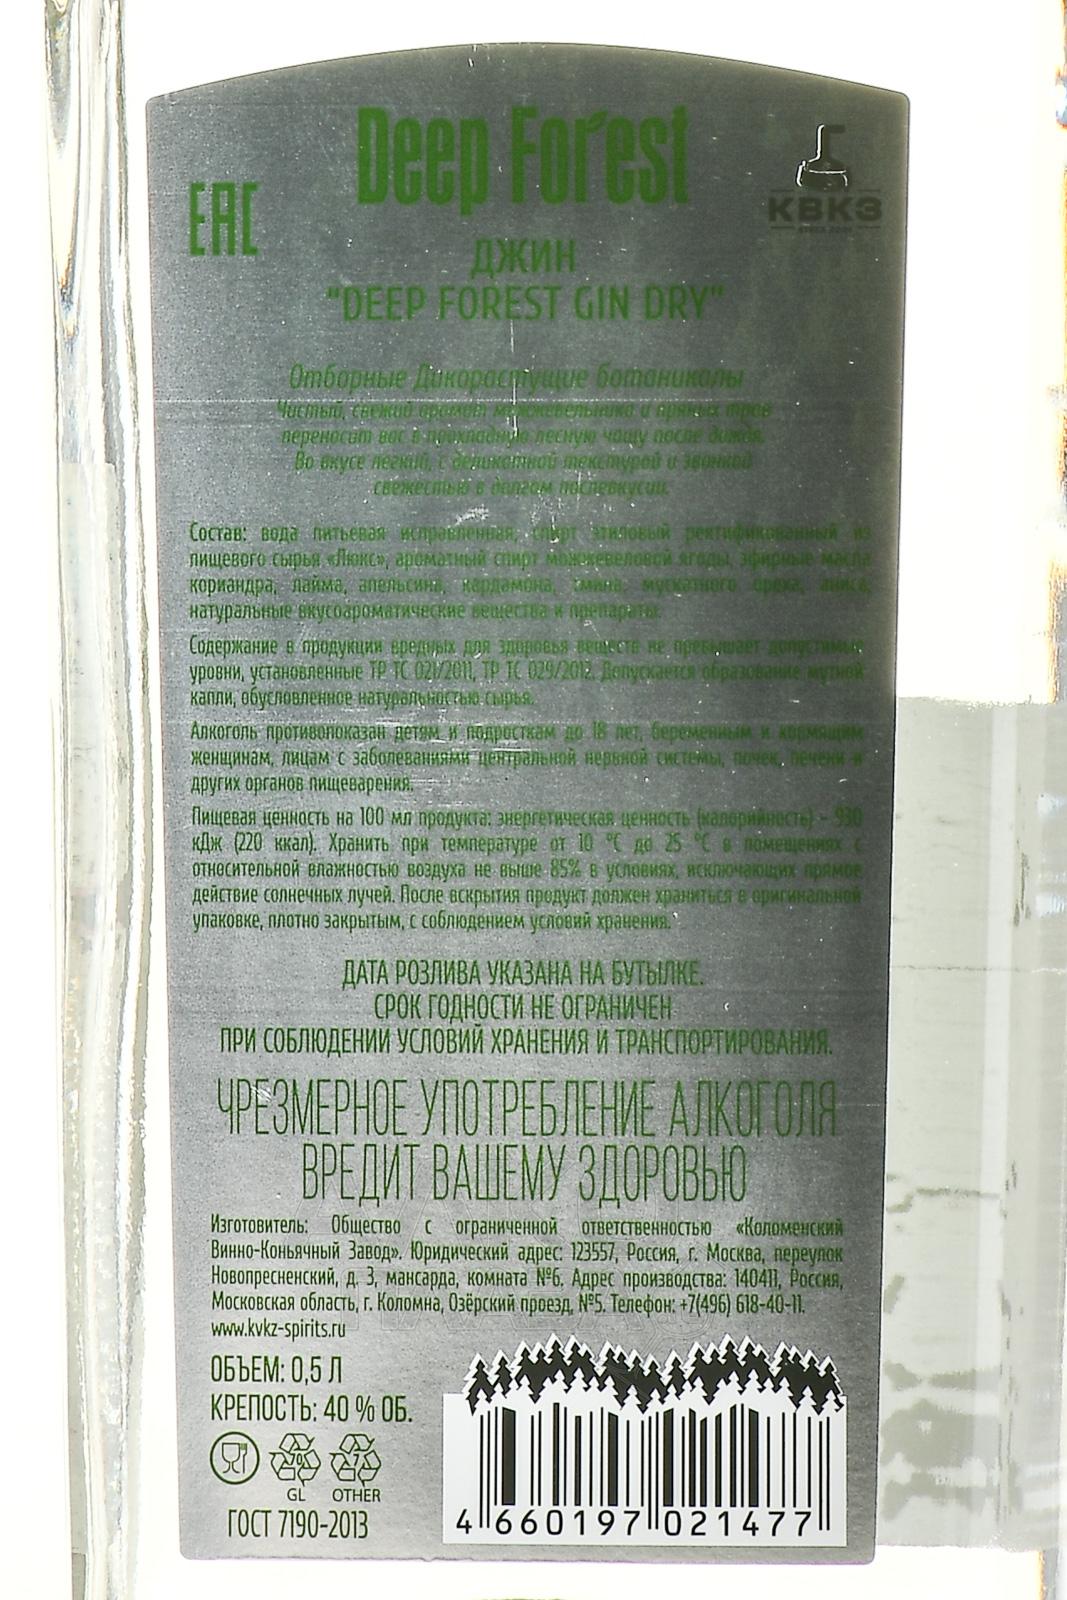 Deep Forest
ЕАС
КВКЗ
SINCE 2001
ДЖИН
"DEEP FOREST GIN DRY"
Отборные Дикорастущие ботаникалы
Чистый, свежий аромат можжевельника и пряных трав
переносит вас в прохладную лесную чащу после дождя.
Во вкусе легкий, с деликатной текстурой и звонкой
свежестью в долгом послевкусии.
Состав: вода питьевая исправленная, спирт этиловый ректификованный из
пищевого сырья «Люкс», ароматный спирт можжевеловой ягоды, эфирные масла
кориандра, лайма, апельсина, кардамона, тмина, мускатного ореха, аниса,
натуральные вкусоароматические вещества и препараты.
Содержание в продукции вредных для здоровья веществ не превышает допустимые
уровни, установленные ТР ТС 021/2011, ТР ТС 029/2012. Допускается образование мутной
капли, обусловленное натуральностью сырья.
Алкоголь противопоказан детям и подросткам до 18 лет, беременным и кормящим
женщинам, лицам с заболеваниями центральной нервной системы, почек, печени и
других органов пищеварения.
Пищевая ценность на 100 мл продукта: энергетическая ценность (калорийность) – 930
кДж (220 ккал). Хранить при температуре от 10 °С до 25 °С в помещениях с
относительной влажностью воздуха не выше 85% в условиях, исключающих прямое
действие солнечных лучей. После вскрытия продукт должен храниться в оригинальной
упаковке, плотно закрытым, с соблюдением условий хранения.
ДАТА РОЗЛИВА УКАЗАНА НА БУТЫЛКЕ.
СРОК ГОДНОСТИ НЕ ОГРАНИЧЕН
ПРИ СОБЛЮДЕНИИ УСЛОВИЙ ХРАНЕНИЯ И ТРАНСПОРТИРОВАНИЯ.
ЧРЕЗМЕРНОЕ УПОТРЕБЛЕНИЕ АЛКОГОЛЯ
ВРЕДИТ ВАШЕМУ ЗДОРОВЬЮ
Изготовитель: Общество с ограниченной ответственностью «Коломенский
Винно-Коньячный Завод». Юридический адрес: 123557, Россия, г. Москва, переулок
Новопресненский, д. 3, мансарда, комната №6. Адрес производства: 140411, Россия,
Московская область, г. Коломна, Озёрский проезд, №5. Телефон: +7(496) 618-40-11.
www.kvkz-spirits.ru
ОБЪЕМ: 0,5 Л
КРЕПОСТЬ: 40 % ОБ.
70 7
GL OTHER
ГОСТ 7190-2013
4 660197 021477